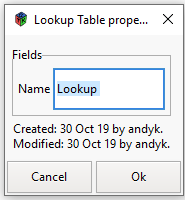 Lookup Table prope...
Fields
Name Lookup
Created: 30 Oct 19 by andyk.
Modified: 30 Oct 19 by andyk.
Cancel Ok